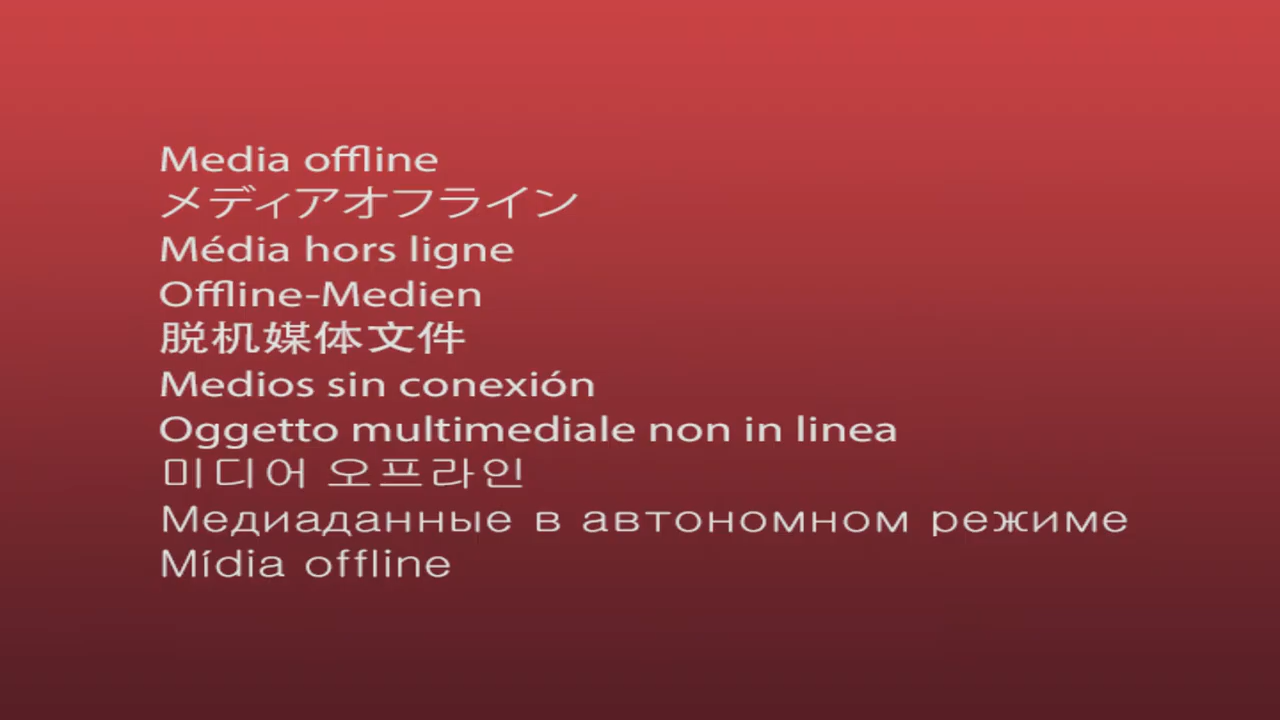 Media offline
メディアオフライン
Média hors ligne
Offline-Medien
脱机媒体文件
Medios sin conexión
Oggetto multimediale non in linea
미디어 오프라인
Медиаданные в автономном режиме
Mídia offline